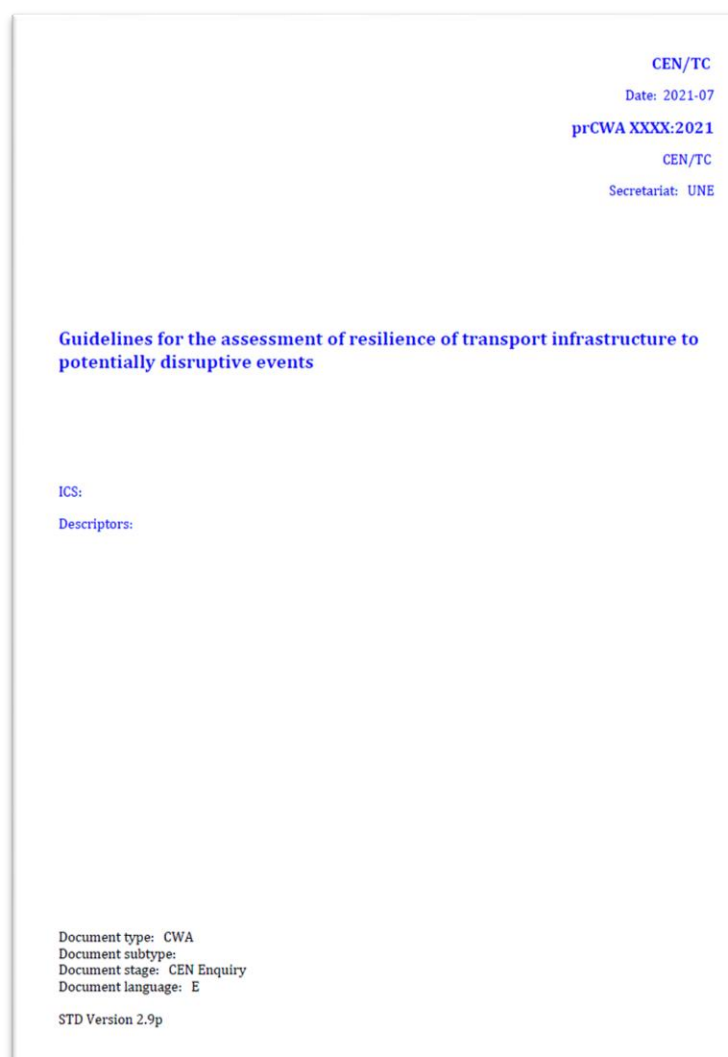 CEN/TC
Date: 2021-07
prCWA XXXX:2021
CEN/TC
Secretariat: UNE
Guidelines for the assessment of resilience of transport infrastructure to
potentially disruptive events
ICS:
Descriptors:
Document type: CWA
Document subtype:
Document stage: CEN Enquiry
Document language: E
STD Version 2.9p